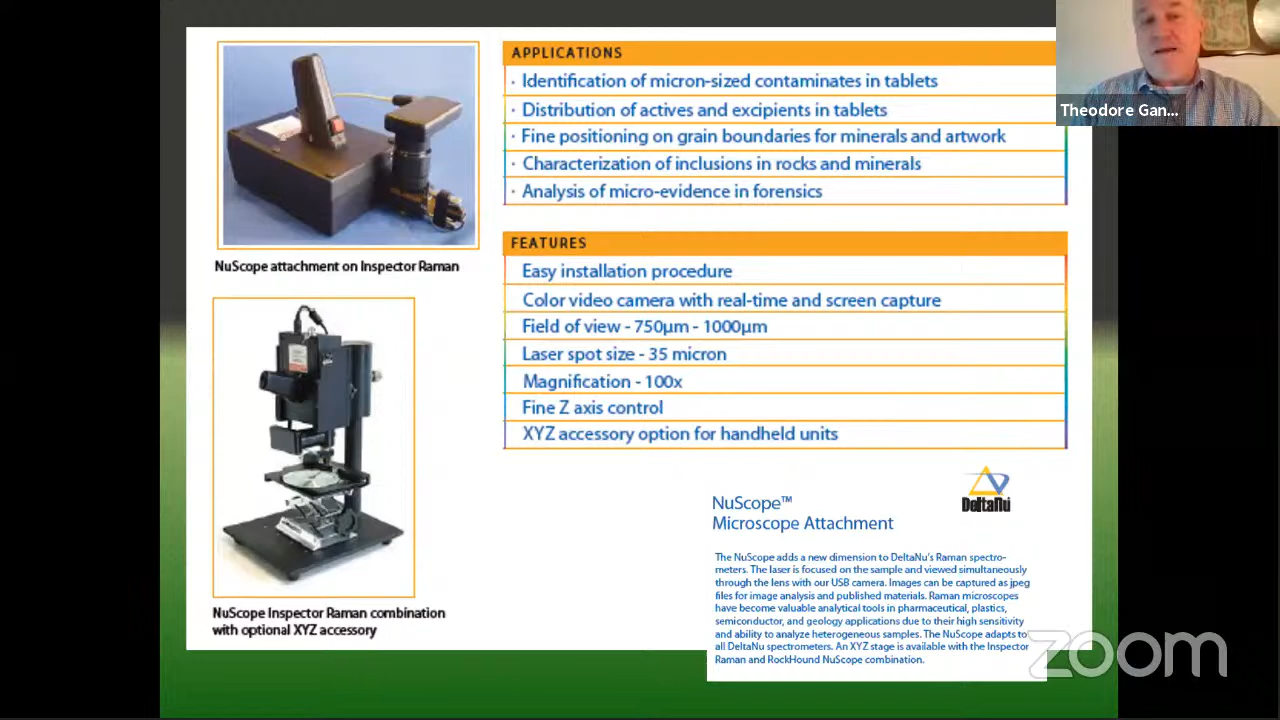 APPLICATIONS
· Identification of micron-sized contaminates in tablets
· Distribution of actives and excipients in tablets
· Fine positioning on grain boundaries for minerals and artwork
· Characterization of inclusions in rocks and minerals
· Analysis of micro-evidence in forensics
Theodore Gan...
NuScope attachment on Inspector Raman
FEATURES
Easy installation procedure
Color video camera with real-time and screen capture
Field of view - 750µm - 1000µm
Laser spot size - 35 micron
Magnification - 100x
Fine Z axis control
XYZ accessory option for handheld units
NuScope Inspector Raman combination
with optional XYZ accessory
DeltaNu
NuScope™
Microscope Attachment
The NuScope adds a new dimension to DeltaNu's Raman spectro-
meters. The laser is focused on the sample and viewed simultaneously
through the lens with our USB camera. Images can be captured as jpeg
files for image analysis and published materials. Raman microscopes
have become valuable analytical tools in pharmaceutical, plastics,
semiconductor, and geology applications due to their high sensitivity
and ability to analyze heterogeneous samples. The NuScope adapts to
all DeltaNu spectrometers. An XYZ stage is available with the Inspector
Raman and RockHound NuScope combination.
zoom